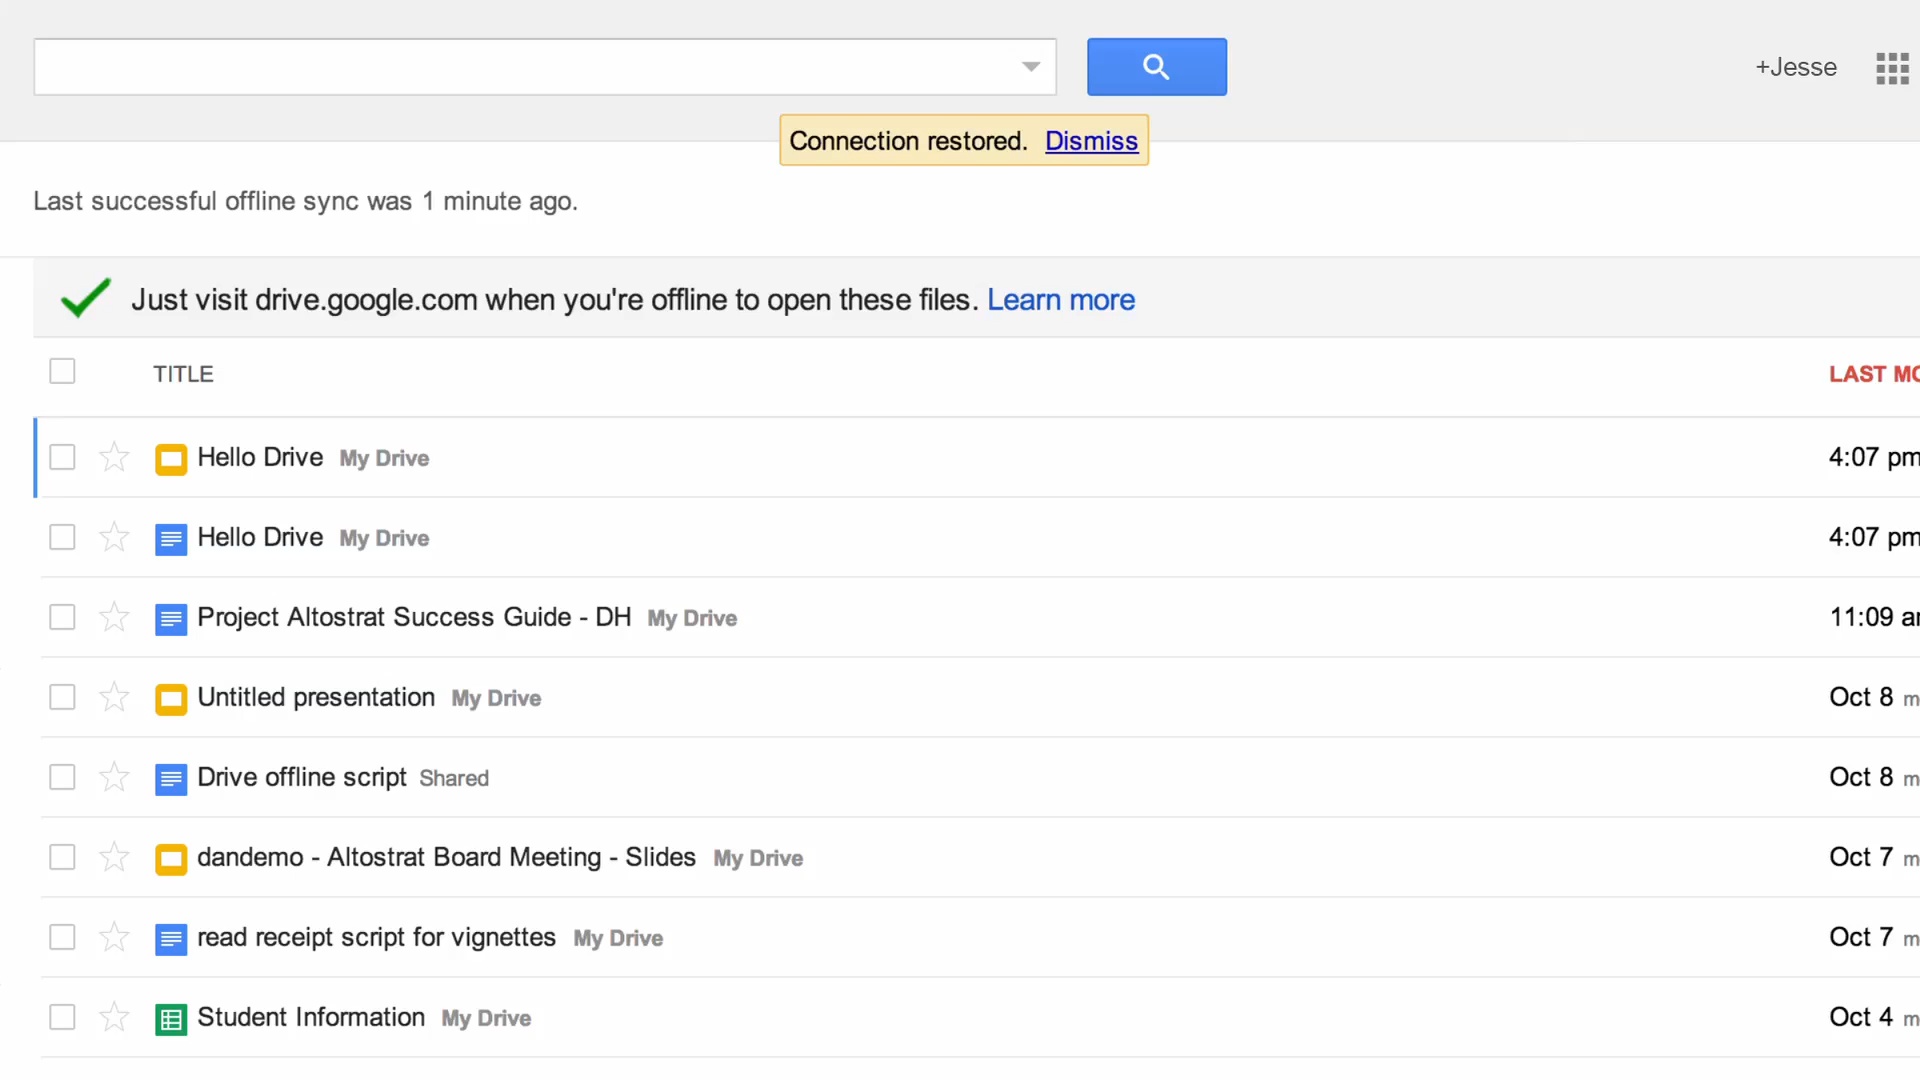 +Jesse
Connection restored. Dismiss
Last successful offline sync was 1 minute ago.
Just visit drive.google.com when you're offline to open these files. Learn more
TITLE LAST MO
Hello Drive My Drive 4:07 pm
Hello Drive My Drive 4:07 pm
Project Altostrat Success Guide - DH My Drive 11:09 a
Untitled presentation My Drive Oct 8 m
Drive offline script Shared Oct 8 m
dandemo - Altostrat Board Meeting - Slides My Drive Oct 7 m
read receipt script for vignettes My Drive Oct 7 m
Student Information My Drive Oct 4 m